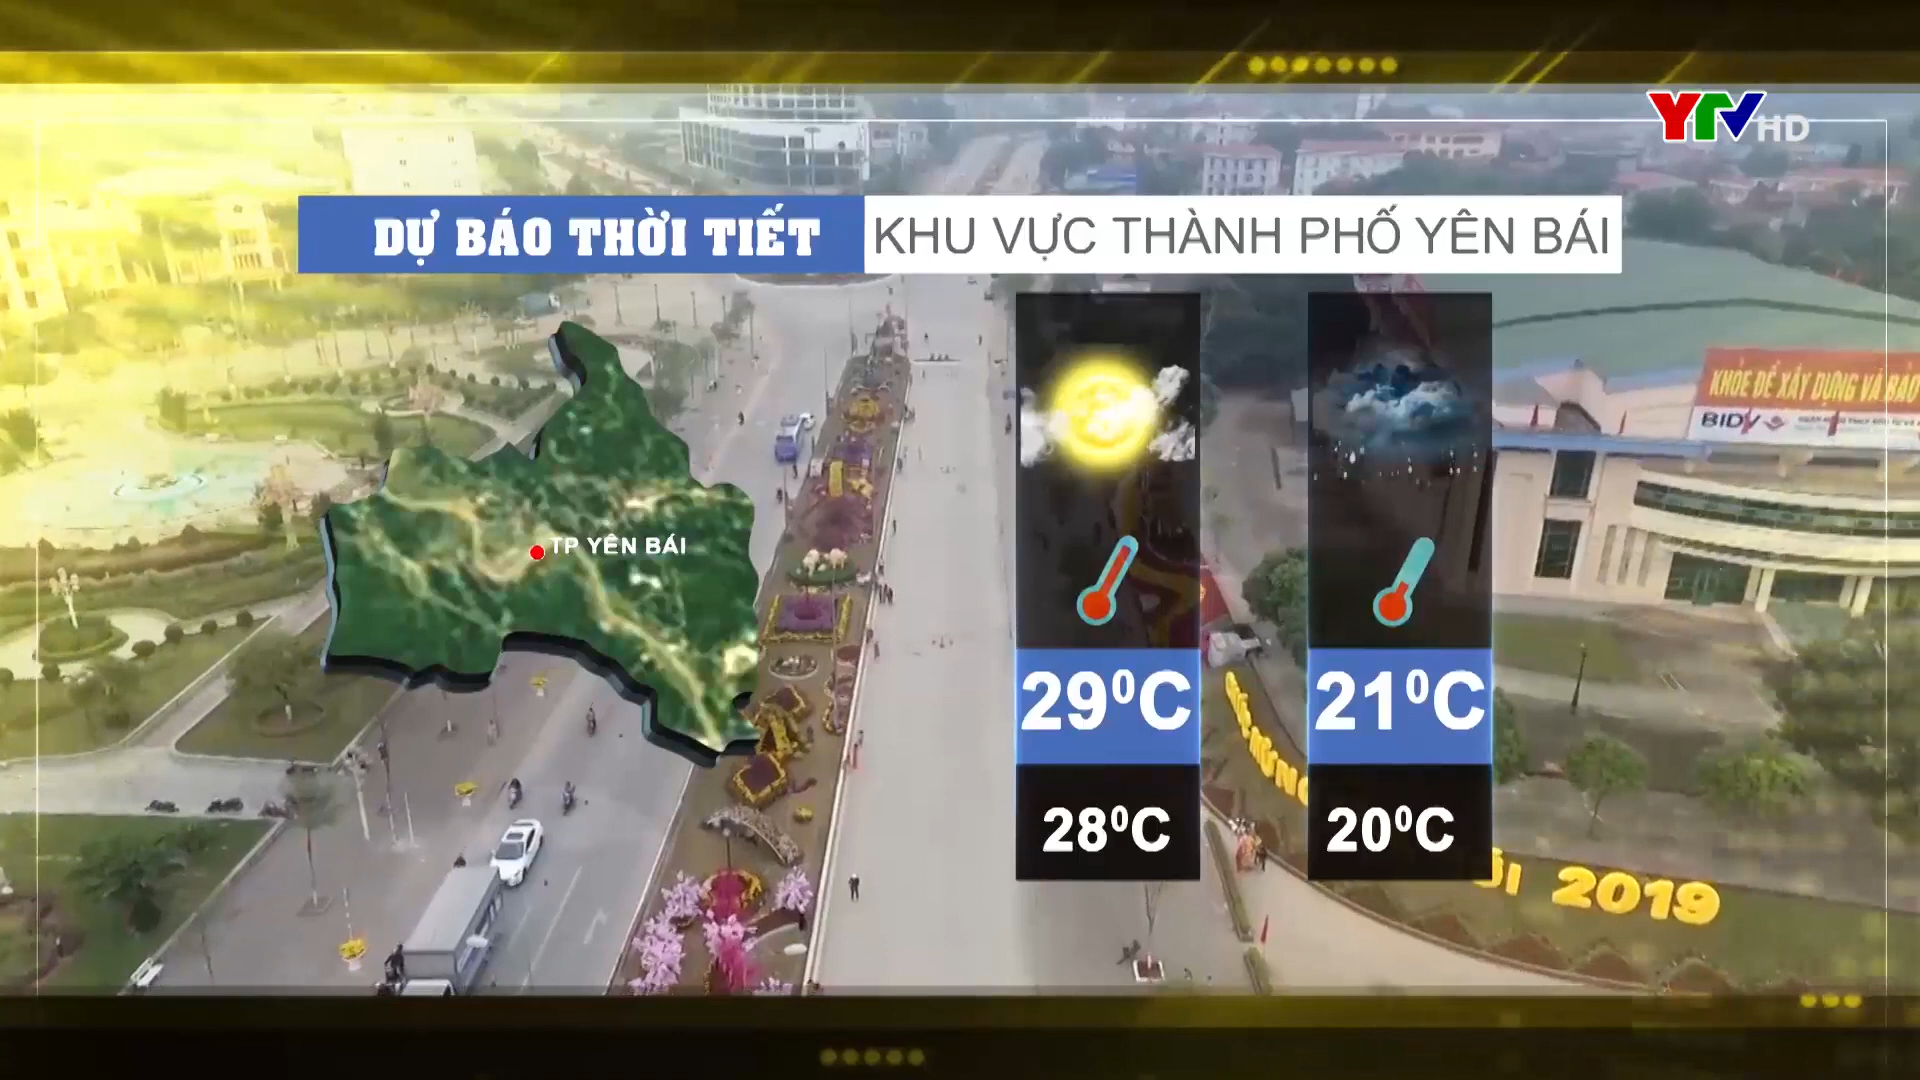 YTV HD
DỰ BÁO THỜI TIẾT
KHU VỰC THÀNH PHỐ YÊN BÁI
KHỎE ĐỂ XÂY DỰNG VÀ BẢO
BIDV
TP YÊN BÁI
29⁰C
21⁰C
28⁰C
20⁰C
2019